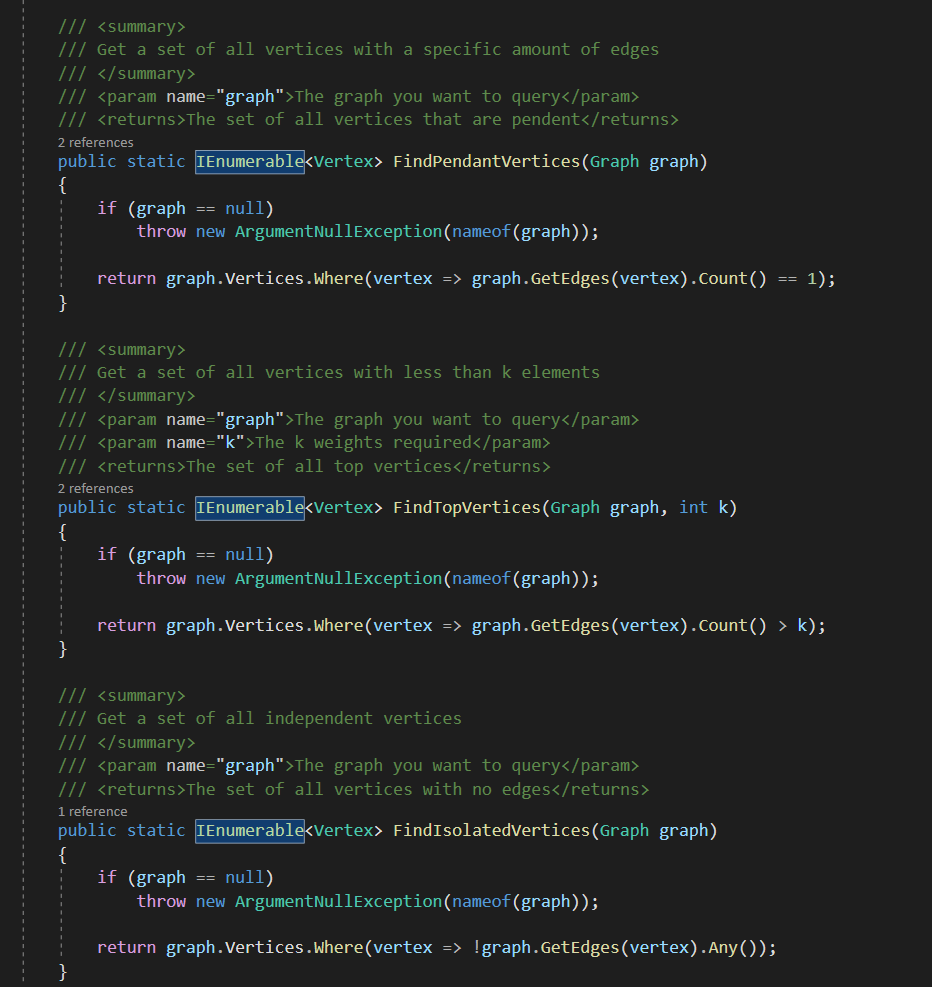 /// <summary>
/// Get a set of all vertices with a specific amount of edges
/// </summary>
/// <param name="graph">The graph you want to query</param>
/// <returns>The set of all vertices that are pendent</returns>
2 references
public static IEnumerable<Vertex> FindPendantVertices(Graph graph)
{
if (graph == null)
throw new ArgumentNullException(nameof(graph));
return graph.Vertices.Where(vertex => graph.GetEdges(vertex).Count() == 1);
}
/// <summary>
/// Get a set of all vertices with less than k elements
/// </summary>
/// <param name="graph">The graph you want to query</param>
/// <param name="k">The k weights required</param>
/// <returns>The set of all top vertices</returns>
2 references
public static IEnumerable<Vertex> FindTopVertices(Graph graph, int k)
{
if (graph == null)
throw new ArgumentNullException(nameof(graph));
return graph.Vertices.Where(vertex => graph.GetEdges(vertex).Count() > k);
}
/// <summary>
/// Get a set of all independent vertices
/// </summary>
/// <param name="graph">The graph you want to query</param>
/// <returns>The set of all vertices with no edges</returns>
1 reference
public static IEnumerable<Vertex> FindIsolatedVertices(Graph graph)
{
if (graph == null)
throw new ArgumentNullException(nameof(graph));
return graph.Vertices.Where(vertex => !graph.GetEdges(vertex).Any());
}